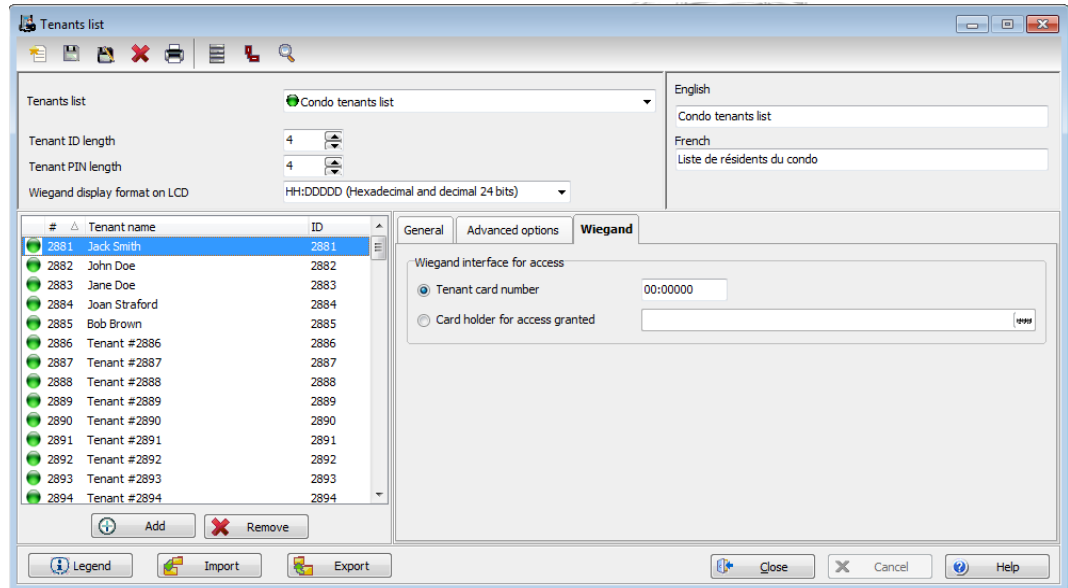 Tenants list
Tenants list
Condo tenants list
Tenant ID length
4
Tenant PIN length
4
Wiegand display format on LCD
HH:DDDDD (Hexadecimal and decimal 24 bits)
English
Condo tenants list
French
Liste de résidents du condo
# Tenant name ID
2881 Jack Smith 2881
2882 John Doe 2882
2883 Jane Doe 2883
2884 Joan Straford 2884
2885 Bob Brown 2885
2886 Tenant #2886 2886
2887 Tenant #2887 2887
2888 Tenant #2888 2888
2889 Tenant #2889 2889
2890 Tenant #2890 2890
2891 Tenant #2891 2891
2892 Tenant #2892 2892
2893 Tenant #2893 2893
2894 Tenant #2894 2894
Add Remove
General Advanced options Wiegand
Wiegand interface for access
Tenant card number 00:00000
Card holder for access granted
Legend Import Export Close Cancel Help